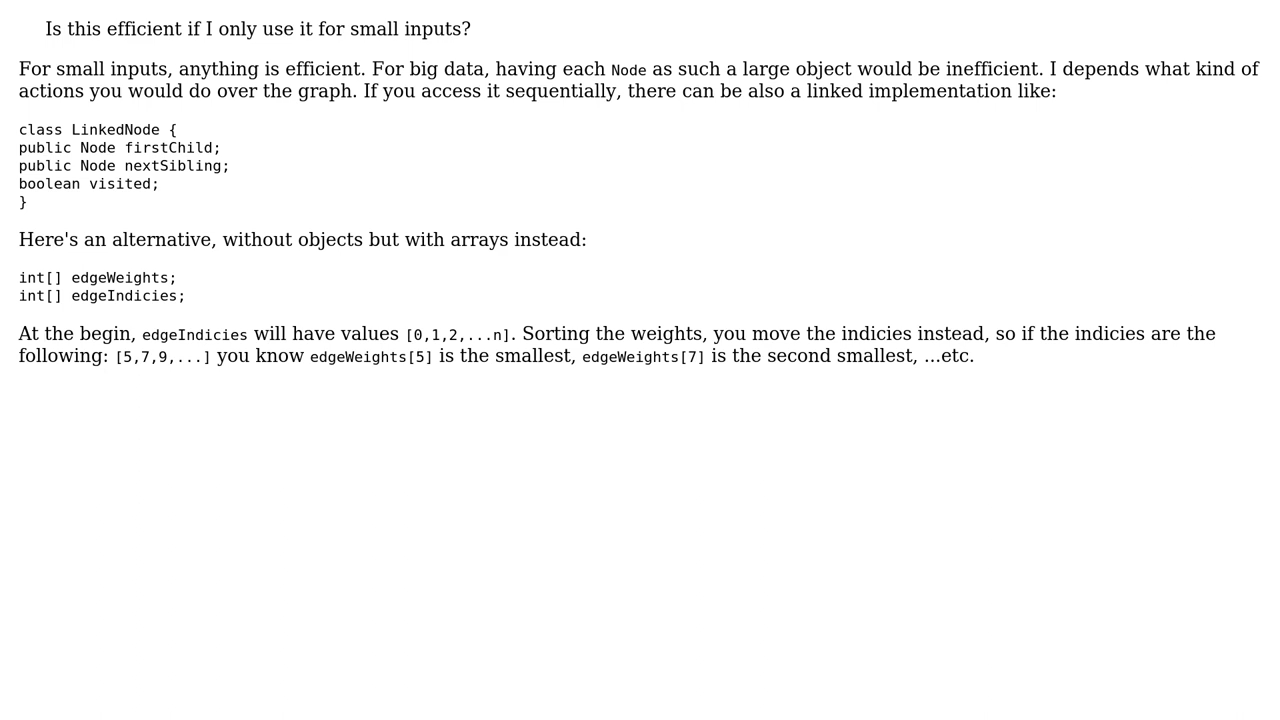 Is this efficient if I only use it for small inputs?
For small inputs, anything is efficient. For big data, having each Node as such a large object would be inefficient. I depends what kind of
actions you would do over the graph. If you access it sequentially, there can be also a linked implementation like:
class LinkedNode {
public Node firstChild;
public Node nextSibling;
boolean visited;
}
Here's an alternative, without objects but with arrays instead:
int[] edgeWeights;
int[] edgeIndicies;
At the begin, edgeIndicies will have values [0,1,2,...n]. Sorting the weights, you move the indicies instead, so if the indicies are the
following: [5,7,9,...] you know edgeWeights[5] is the smallest, edgeWeights[7] is the second smallest, ...etc.